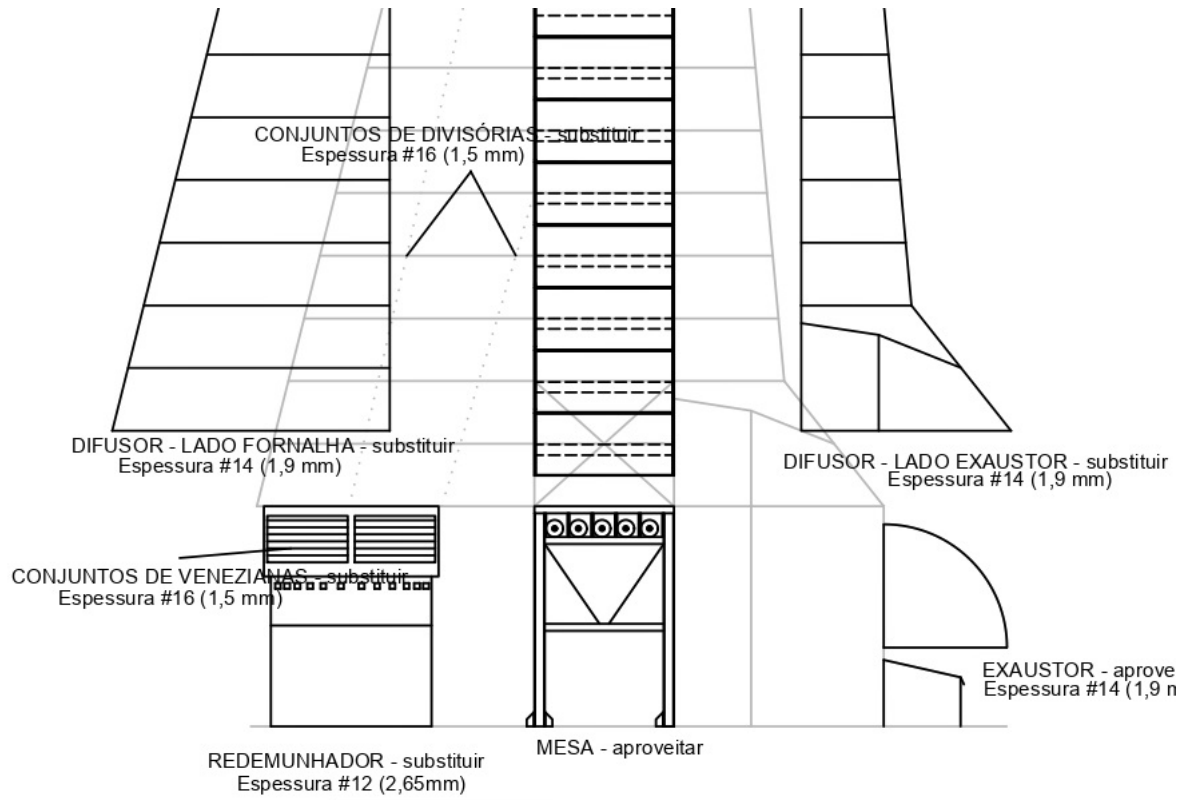 CONJUNTOS DE DIVISÓRIAS - substituir
Espessura #16 (1,5 mm)
DIFUSOR - LADO FORNALHA - substituir
Espessura #14 (1,9 mm)
DIFUSOR - LADO EXAUSTOR - substituir
Espessura #14 (1,9 mm)
CONJUNTOS DE VENEZIANAS - substituir
Espessura #16 (1,5 mm)
EXAUSTOR - aprove
Espessura #14 (1,9 m
MESA - aproveitar
REDEMUNHADOR - substituir
Espessura #12 (2,65mm)